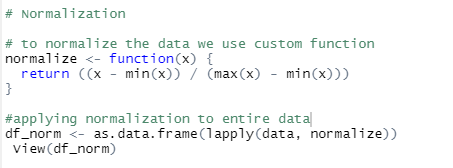 # Normalization
# to normalize the data we use custom function
normalize <- function(x) {
  return ((x - min(x)) / (max(x) - min(x)))
}
#applying normalization to entire data
df_norm <- as.data.frame(lapply(data, normalize))
 View(df_norm)